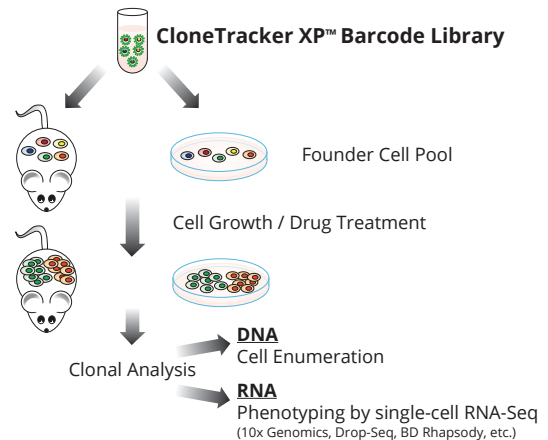 CloneTracker XP™ Barcode Library
Founder Cell Pool
Cell Growth / Drug Treatment
Clonal Analysis
DNA
Cell Enumeration
RNA
Phenotyping by single-cell RNA-Seq
(10x Genomics, Drop-Seq, BD Rhapsody, etc.)